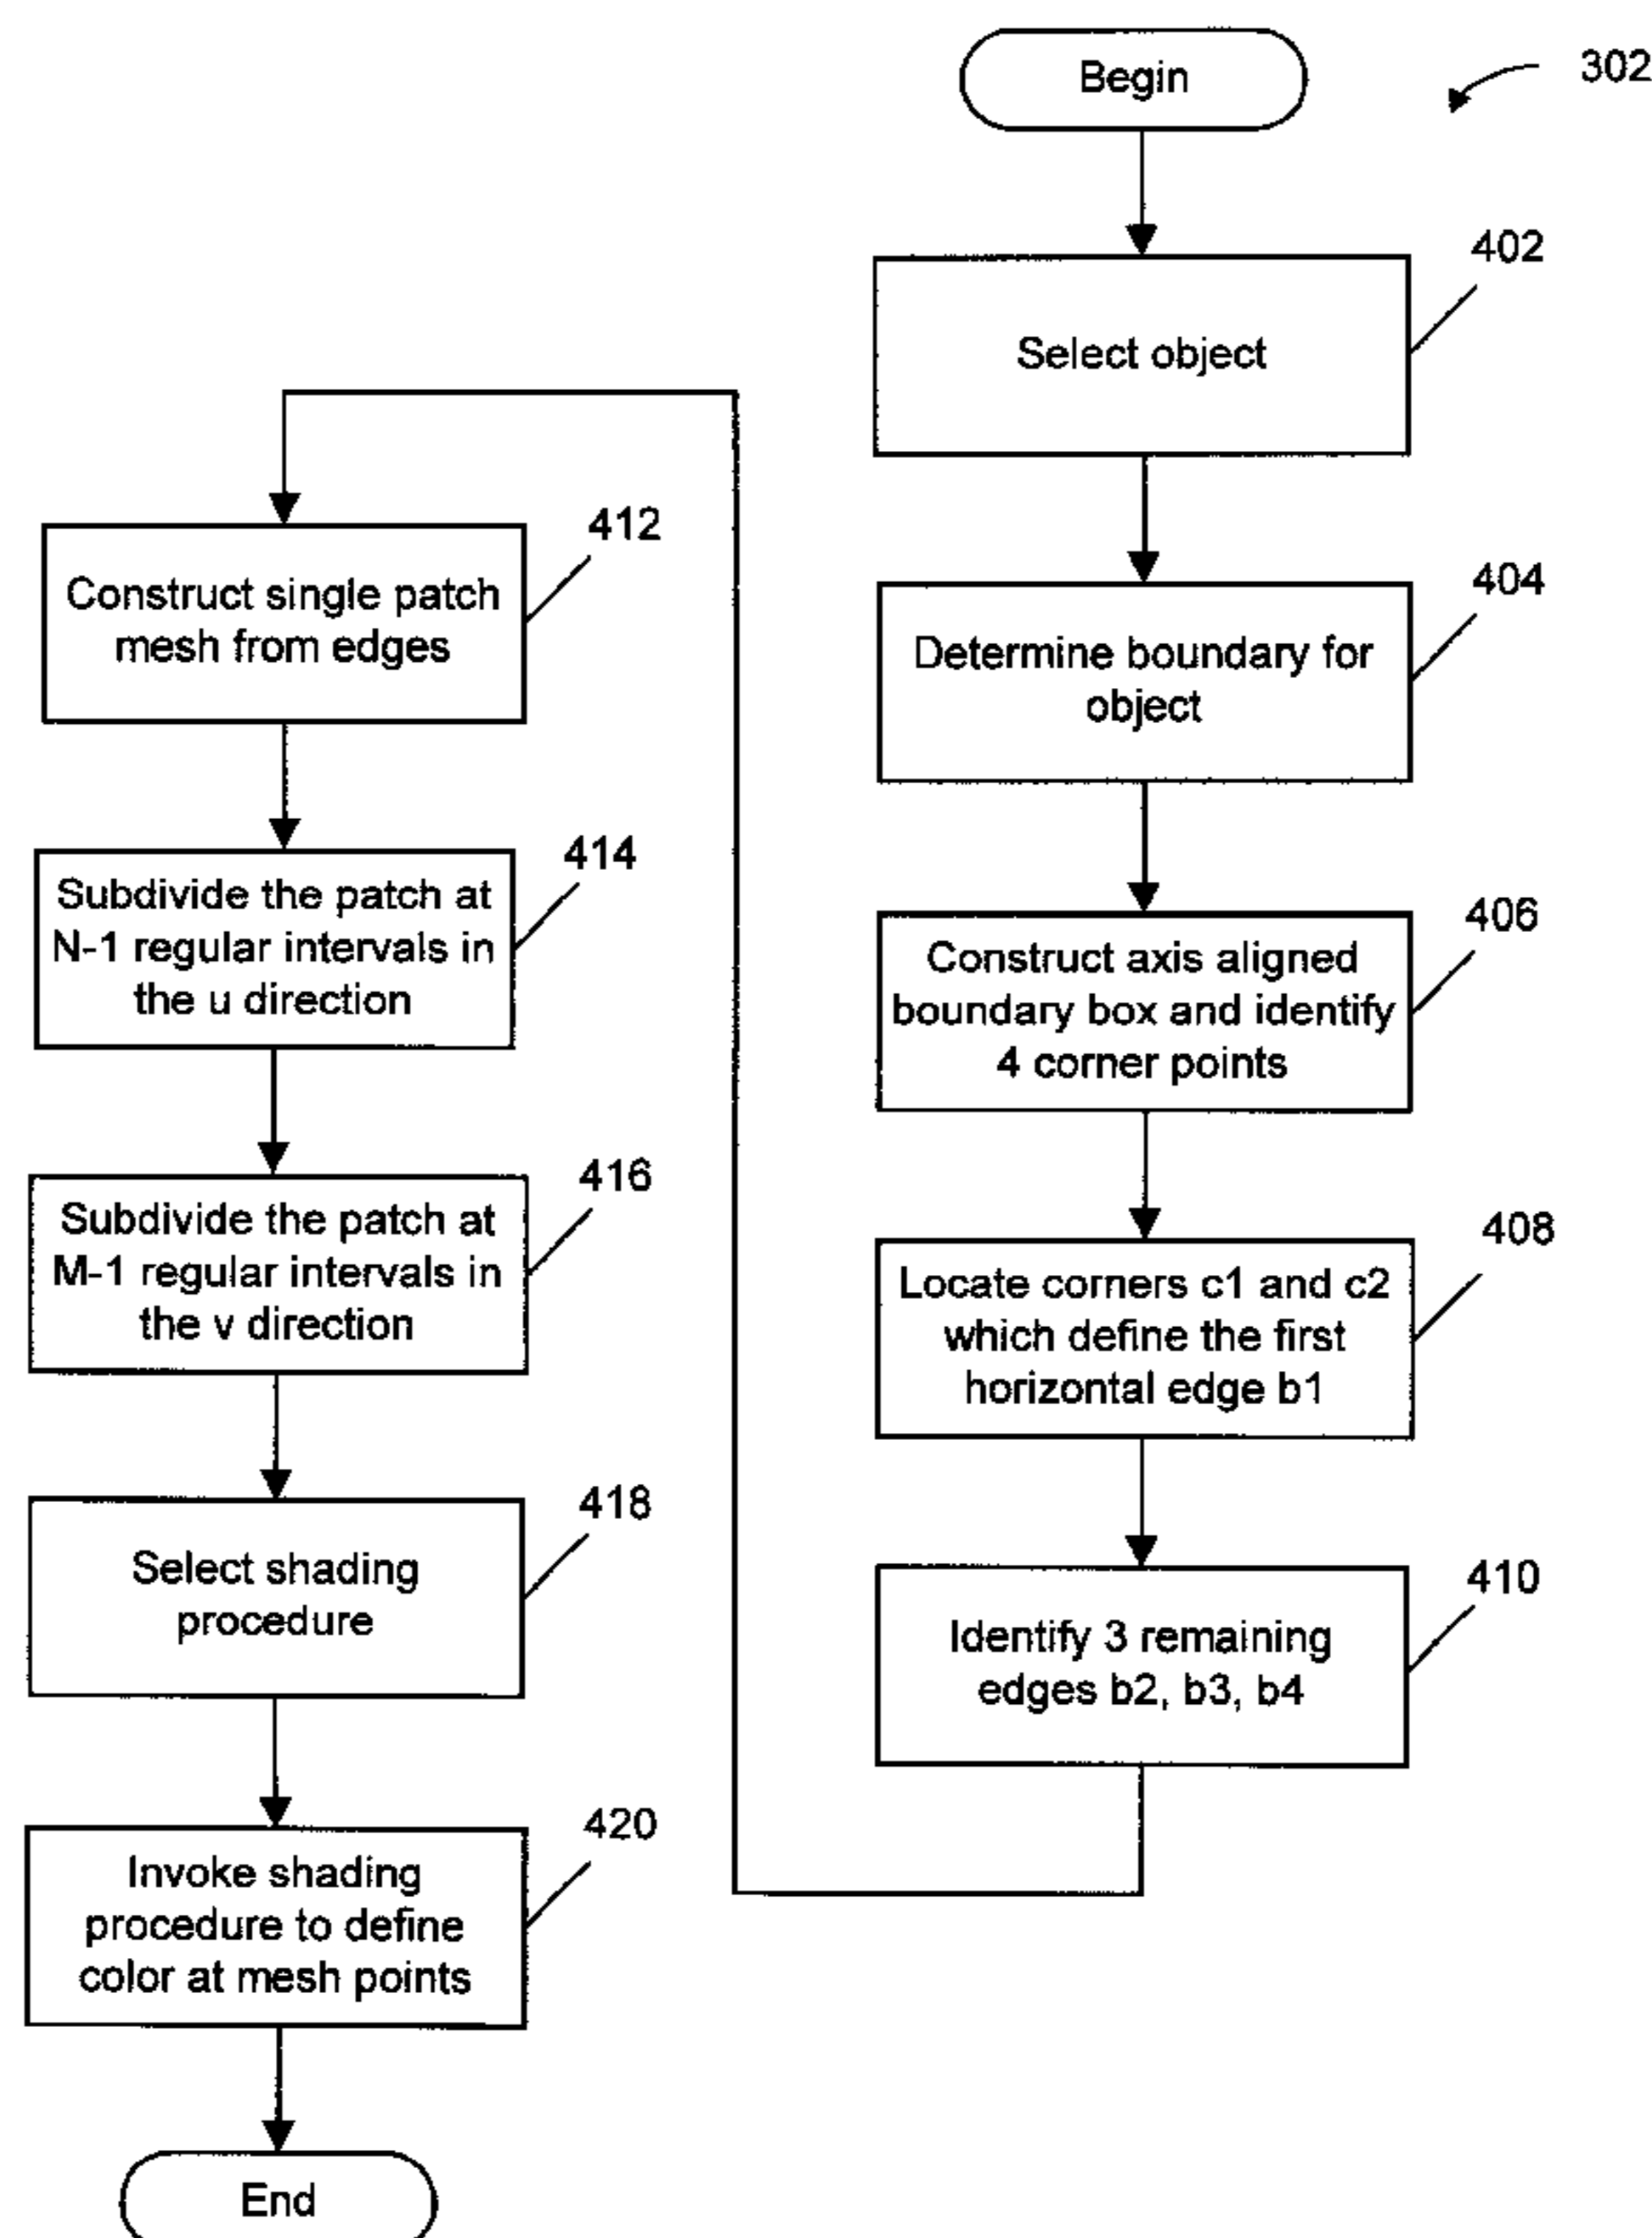 Begin
302
402
Select object
404
Determine boundary for
object
406
Construct axis aligned
boundary box and identify
4 corner points
408
Locate corners c1 and c2
which define the first
horizontal edge b1
410
Identify 3 remaining
edges b2, b3, b4
412
Construct single patch
mesh from edges
414
Subdivide the patch at
N-1 regular intervals in
the u direction
416
Subdivide the patch at
M-1 regular intervals in
the v direction
418
Select shading
procedure
420
Invoke shading
procedure to define
color at mesh points
End